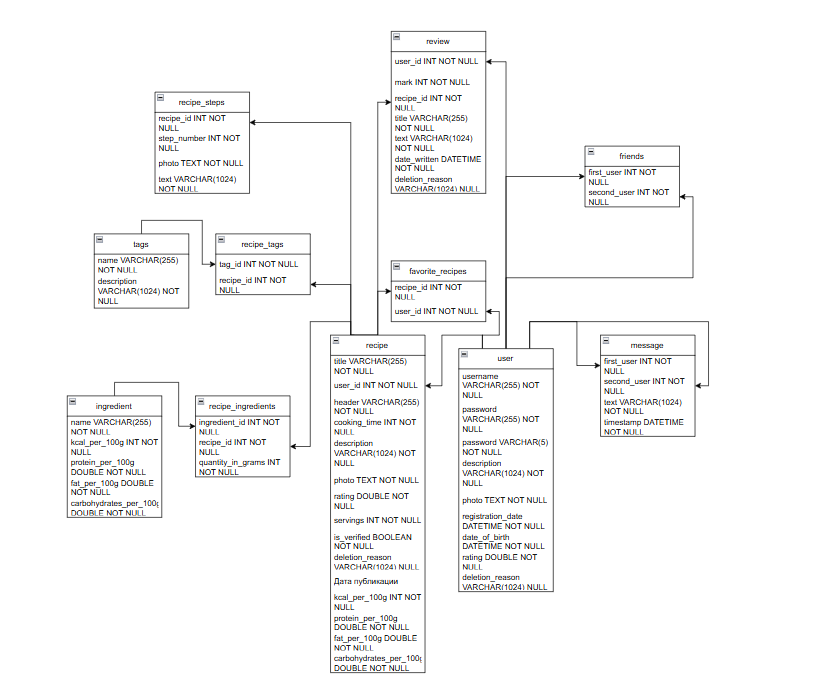 review
user_id INT NOT NULL
mark INT NOT NULL
recipe_id INT NOT
NULL
title VARCHAR(255)
NOT NULL
text VARCHAR(1024)
NOT NULL
date_written DATETIME
NOT NULL
deletion_reason
VARCHAR(1024) NULL
recipe_steps
recipe_id INT NOT
NULL
step_number INT NOT
NULL
photo TEXT NOT NULL
text VARCHAR(1024)
NOT NULL
friends
first_user INT NOT
NULL
second_user INT NOT
NULL
tags
name VARCHAR(255)
NOT NULL
description
VARCHAR(1024) NOT
NULL
recipe_tags
tag_id INT NOT NULL
recipe_id INT NOT
NULL
favorite_recipes
recipe_id INT NOT
NULL
user_id INT NOT NULL
recipe
title VARCHAR(255)
NOT NULL
user_id INT NOT NULL
header VARCHAR(255)
NOT NULL
cooking_time INT NOT
NULL
description
VARCHAR(1024) NOT
NULL
photo TEXT NOT NULL
rating DOUBLE NOT
NULL
servings INT NOT NULL
is_verified BOOLEAN
NOT NULL
deletion_reason
VARCHAR(1024) NULL
Дата публикации
kcal_per_100g INT NOT
NULL
protein_per_100g
DOUBLE NOT NULL
fat_per_100g DOUBLE
NOT NULL
carbohydrates_per_100g
DOUBLE NOT NULL
user
username
VARCHAR(255) NOT
NULL
password
VARCHAR(255) NOT
NULL
password VARCHAR(5)
NOT NULL
description
VARCHAR(1024) NOT
NULL
photo TEXT NOT NULL
registration_date
DATETIME NOT NULL
date_of_birth
DATETIME NOT NULL
rating DOUBLE NOT
NULL
deletion_reason
VARCHAR(1024) NULL
message
first_user INT NOT
NULL
second_user INT NOT
NULL
text VARCHAR(1024)
NOT NULL
timestamp DATETIME
NOT NULL
ingredient
name VARCHAR(255)
NOT NULL
kcal_per_100g INT NOT
NULL
protein_per_100g
DOUBLE NOT NULL
fat_per_100g DOUBLE
NOT NULL
carbohydrates_per_100g
DOUBLE NOT NULL
recipe_ingredients
ingredient_id INT NOT
NULL
recipe_id INT NOT
NULL
quantity_in_grams INT
NOT NULL